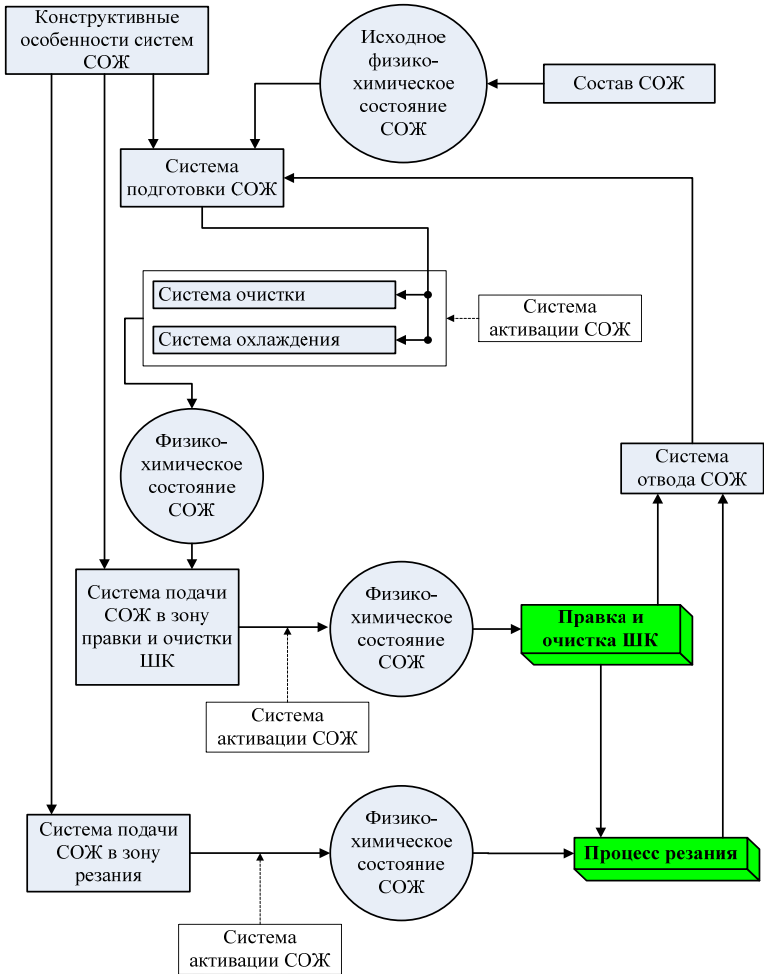 Конструктивные
особенности систем
СОЖ
Исходное
физико-
химическое
состояние
СОЖ
Состав СОЖ
Система
подготовки СОЖ
Система очистки
Система охлаждения
Система
активации СОЖ
Физико-
химическое
состояние
СОЖ
Система
отвода СОЖ
Система подачи
СОЖ в зону
правки и очистки
ШК
Физико-
химическое
состояние
СОЖ
Правка и
очистка ШК
Система
активации СОЖ
Система подачи
СОЖ в зону
резания
Физико-
химическое
состояние
СОЖ
Процесс резания
Система
активации СОЖ